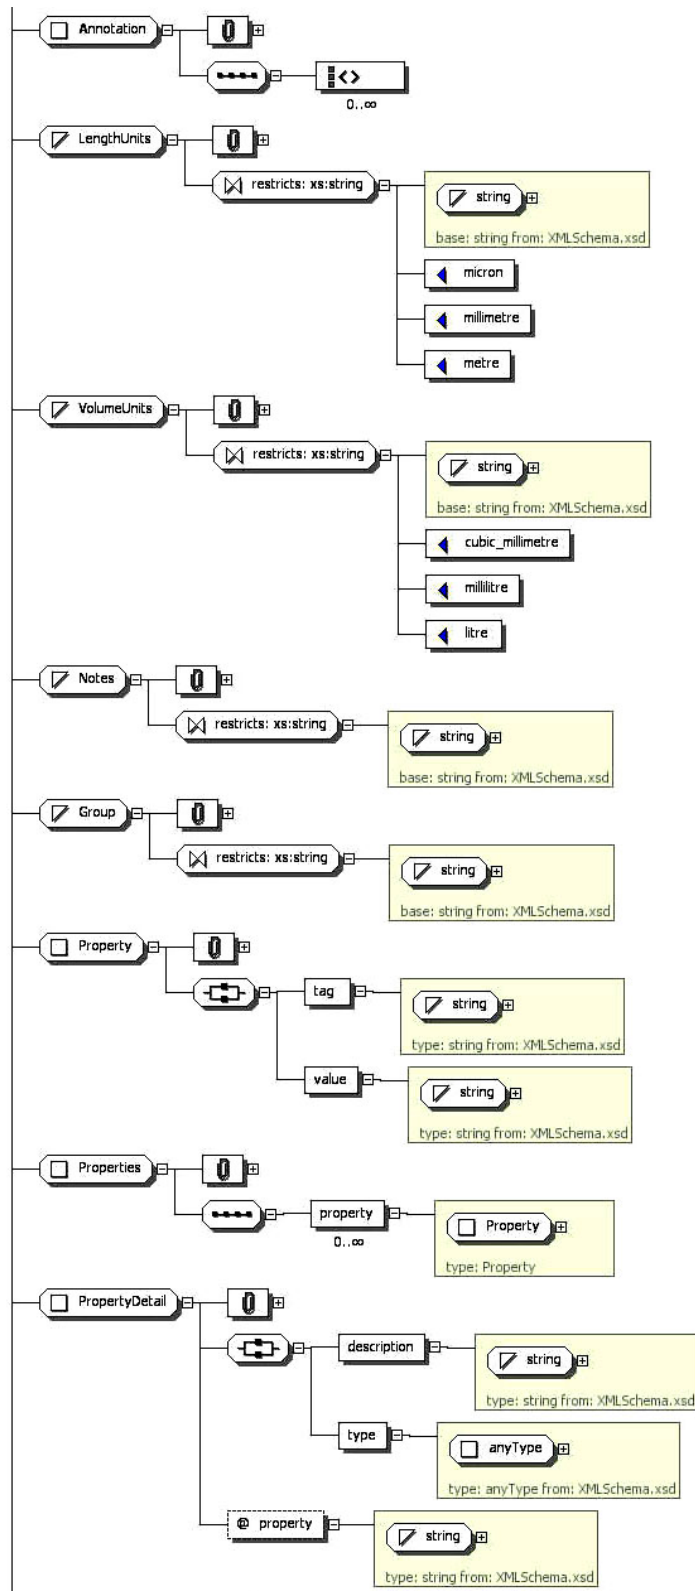 Annotation
0..∞
LengthUnits
restricts: xs:string
string
base: string from: XMLSchema.xsd
micron
millimetre
metre
VolumeUnits
restricts: xs:string
string
base: string from: XMLSchema.xsd
cubic_millimetre
millilitre
litre
Notes
restricts: xs:string
string
base: string from: XMLSchema.xsd
Group
restricts: xs:string
string
base: string from: XMLSchema.xsd
Property
tag
string
type: string from: XMLSchema.xsd
value
string
type: string from: XMLSchema.xsd
Properties
property
0..∞
Property
type: Property
PropertyDetail
description
string
type: string from: XMLSchema.xsd
type
anyType
type: anyType from: XMLSchema.xsd
@ property
string
type: string from: XMLSchema.xsd